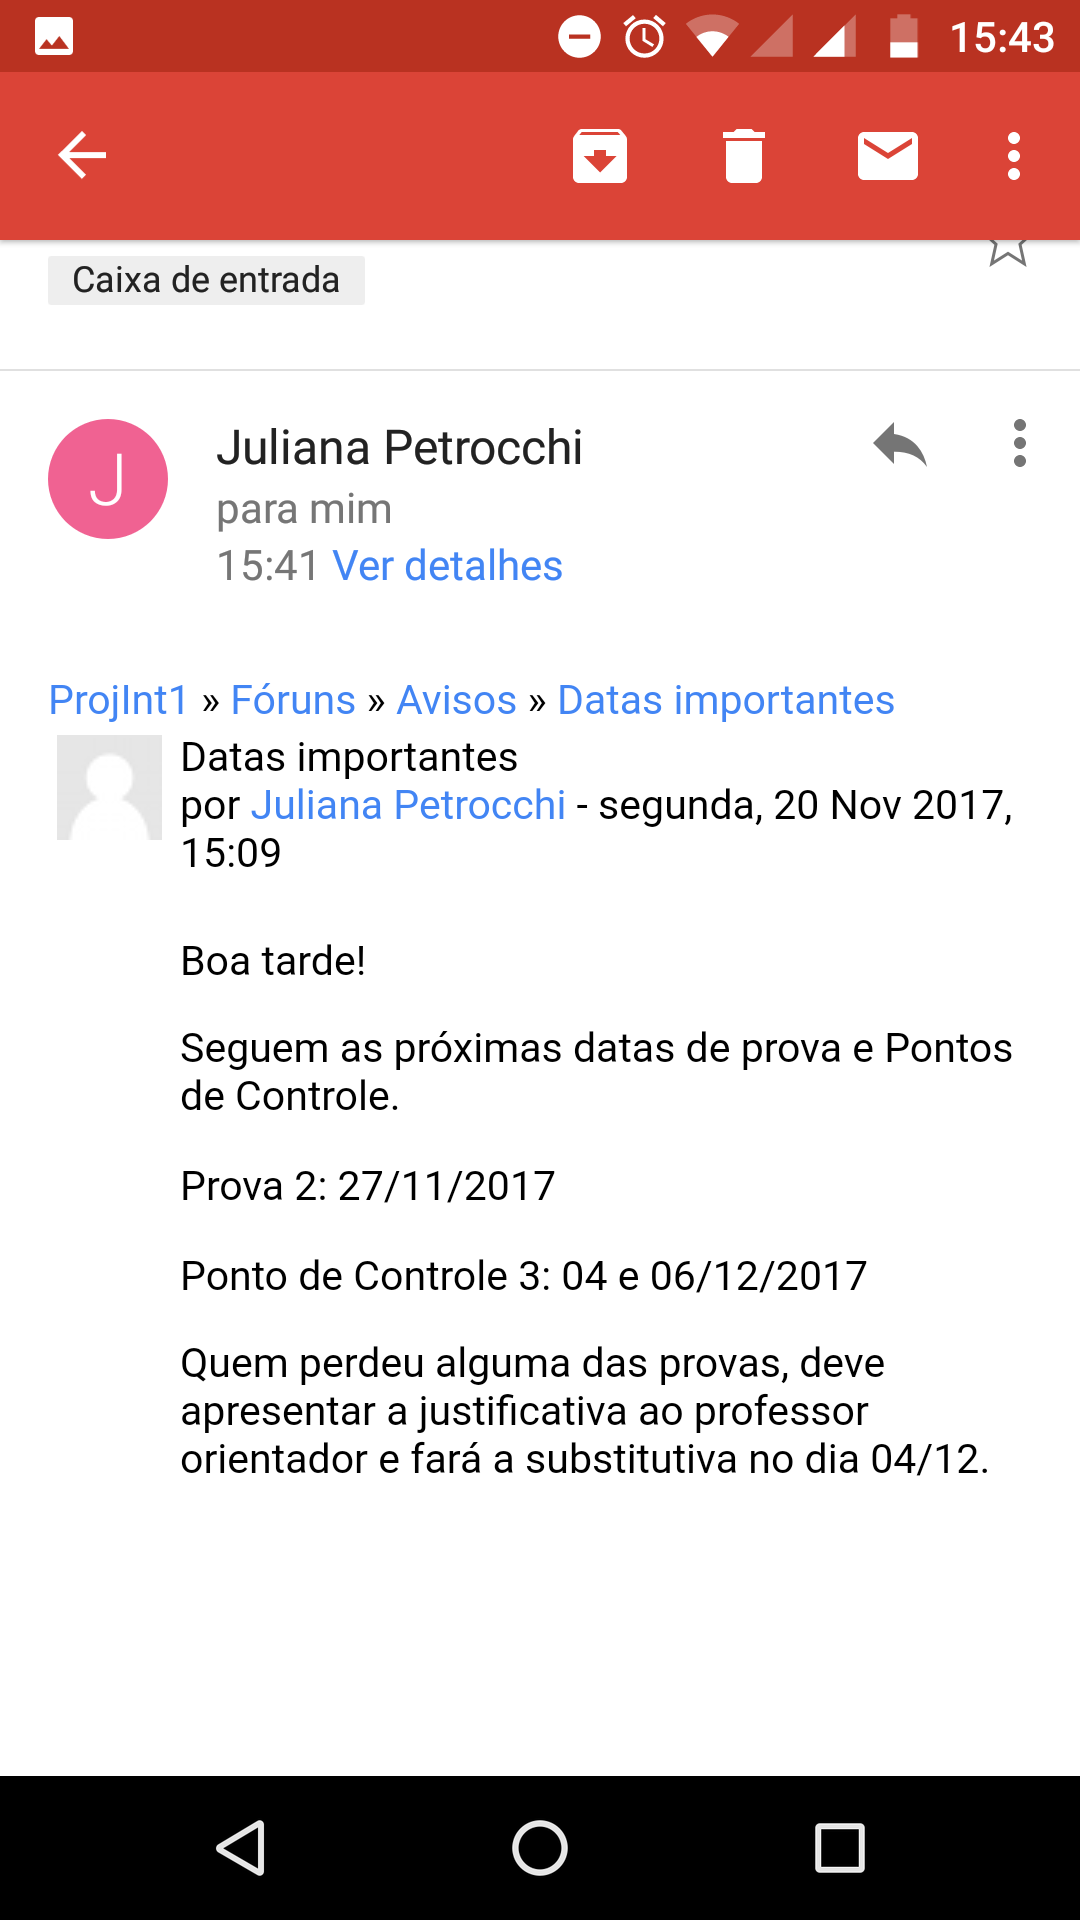 15:43
Caixa de entrada
J
Juliana Petrocchi
para mim
15:41 Ver detalhes
ProjInt1 » Fóruns » Avisos » Datas importantes
Datas importantes
por Juliana Petrocchi - segunda, 20 Nov 2017,
15:09
Boa tarde!
Seguem as próximas datas de prova e Pontos
de Controle.
Prova 2: 27/11/2017
Ponto de Controle 3: 04 e 06/12/2017
Quem perdeu alguma das provas, deve
apresentar a justificativa ao professor
orientador e fará a substitutiva no dia 04/12.